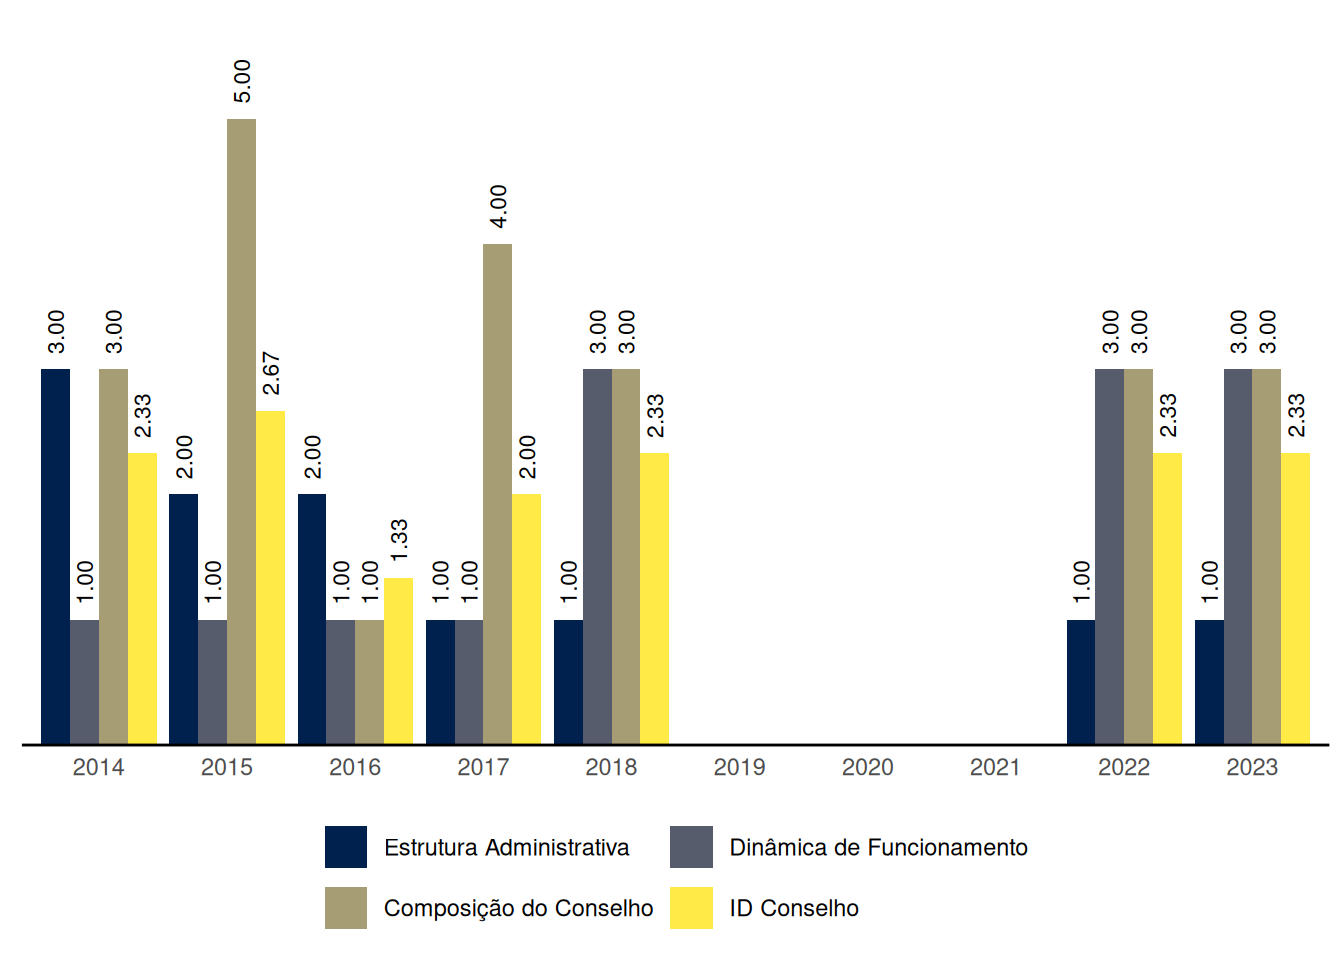 5.00
4.00
3.00 3.00 3.00 3.00 3.00 3.00 3.00 3.00
2.67
2.33 2.33 2.33 2.33
2.00 2.00 2.00
1.33
1.00 1.00 1.00 1.00 1.00 1.00 1.00 1.00 1.00
2014 2015 2016 2017 2018 2019 2020 2021 2022 2023
Estrutura Administrativa Dinâmica de Funcionamento
Composição do Conselho ID Conselho